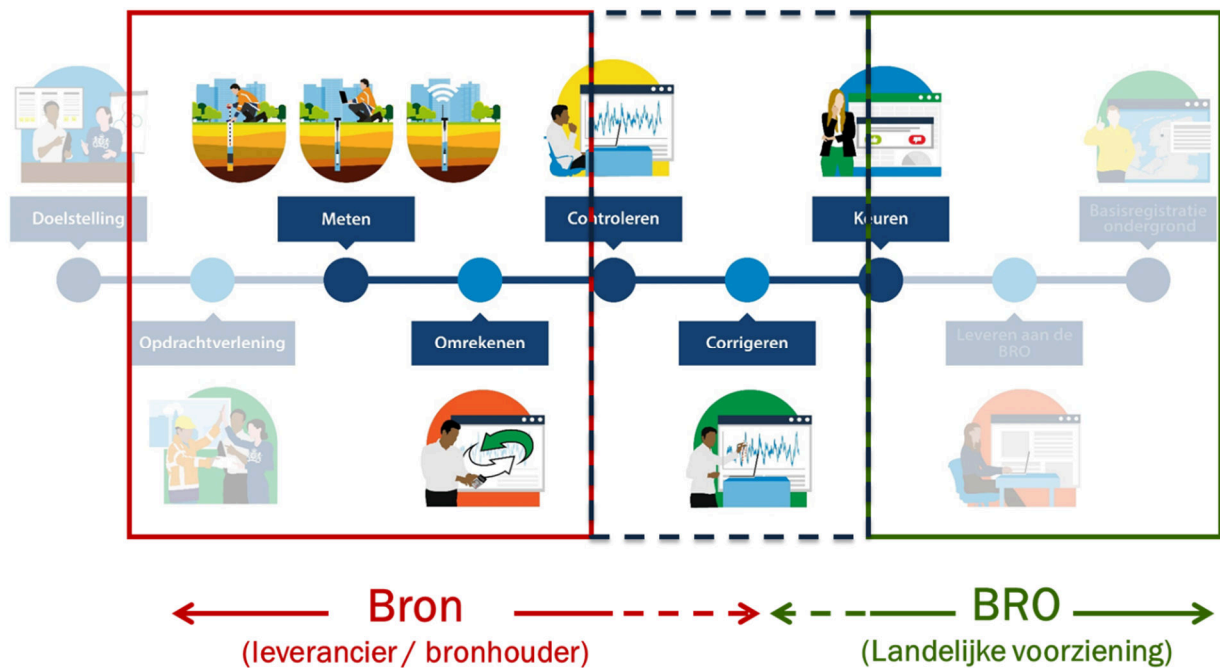 Doelstelling
Meten
Controleren
Keuren
Basisregistratie
ondergrond
Opdrachtverlening
Omrekenen
Corrigeren
Leveren aan de
BRO
Bron
(leverancier / bronhouder)
BRO
(Landelijke voorziening)